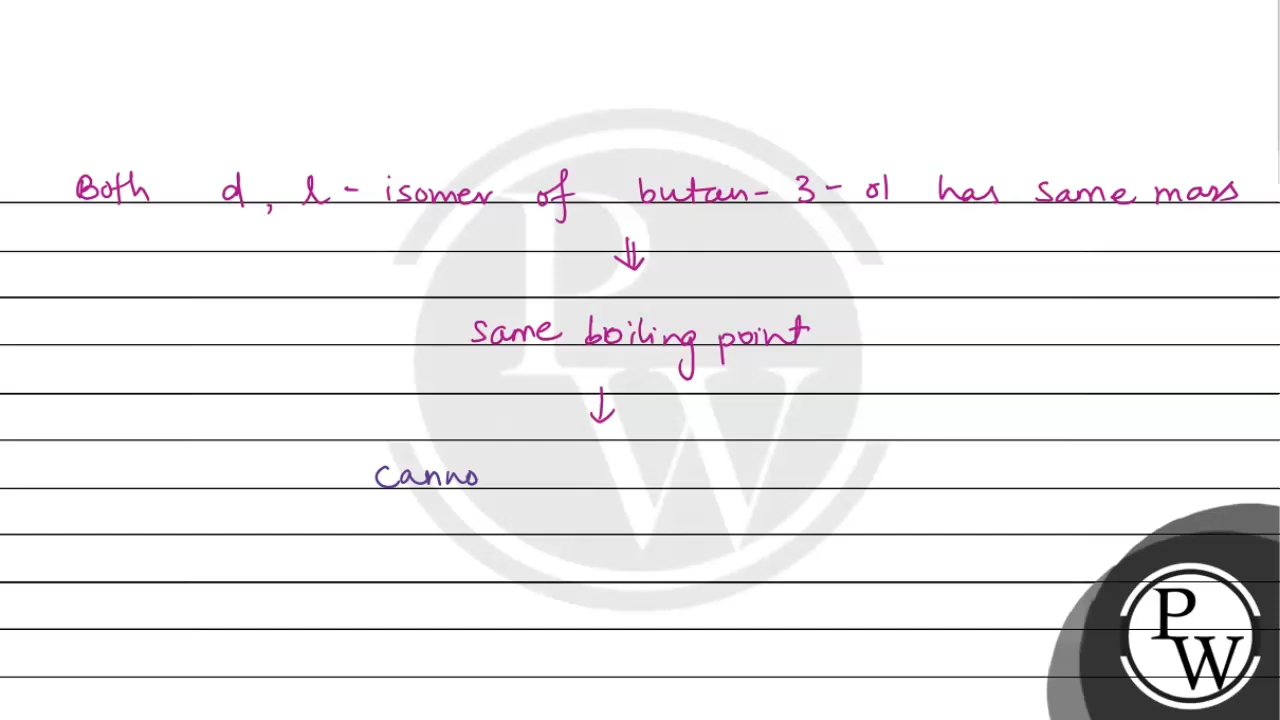 Both d, l - isomer of butan - 3 - ol has same mass
⇓
same boiling point
↓
Canno
P
W
P
W